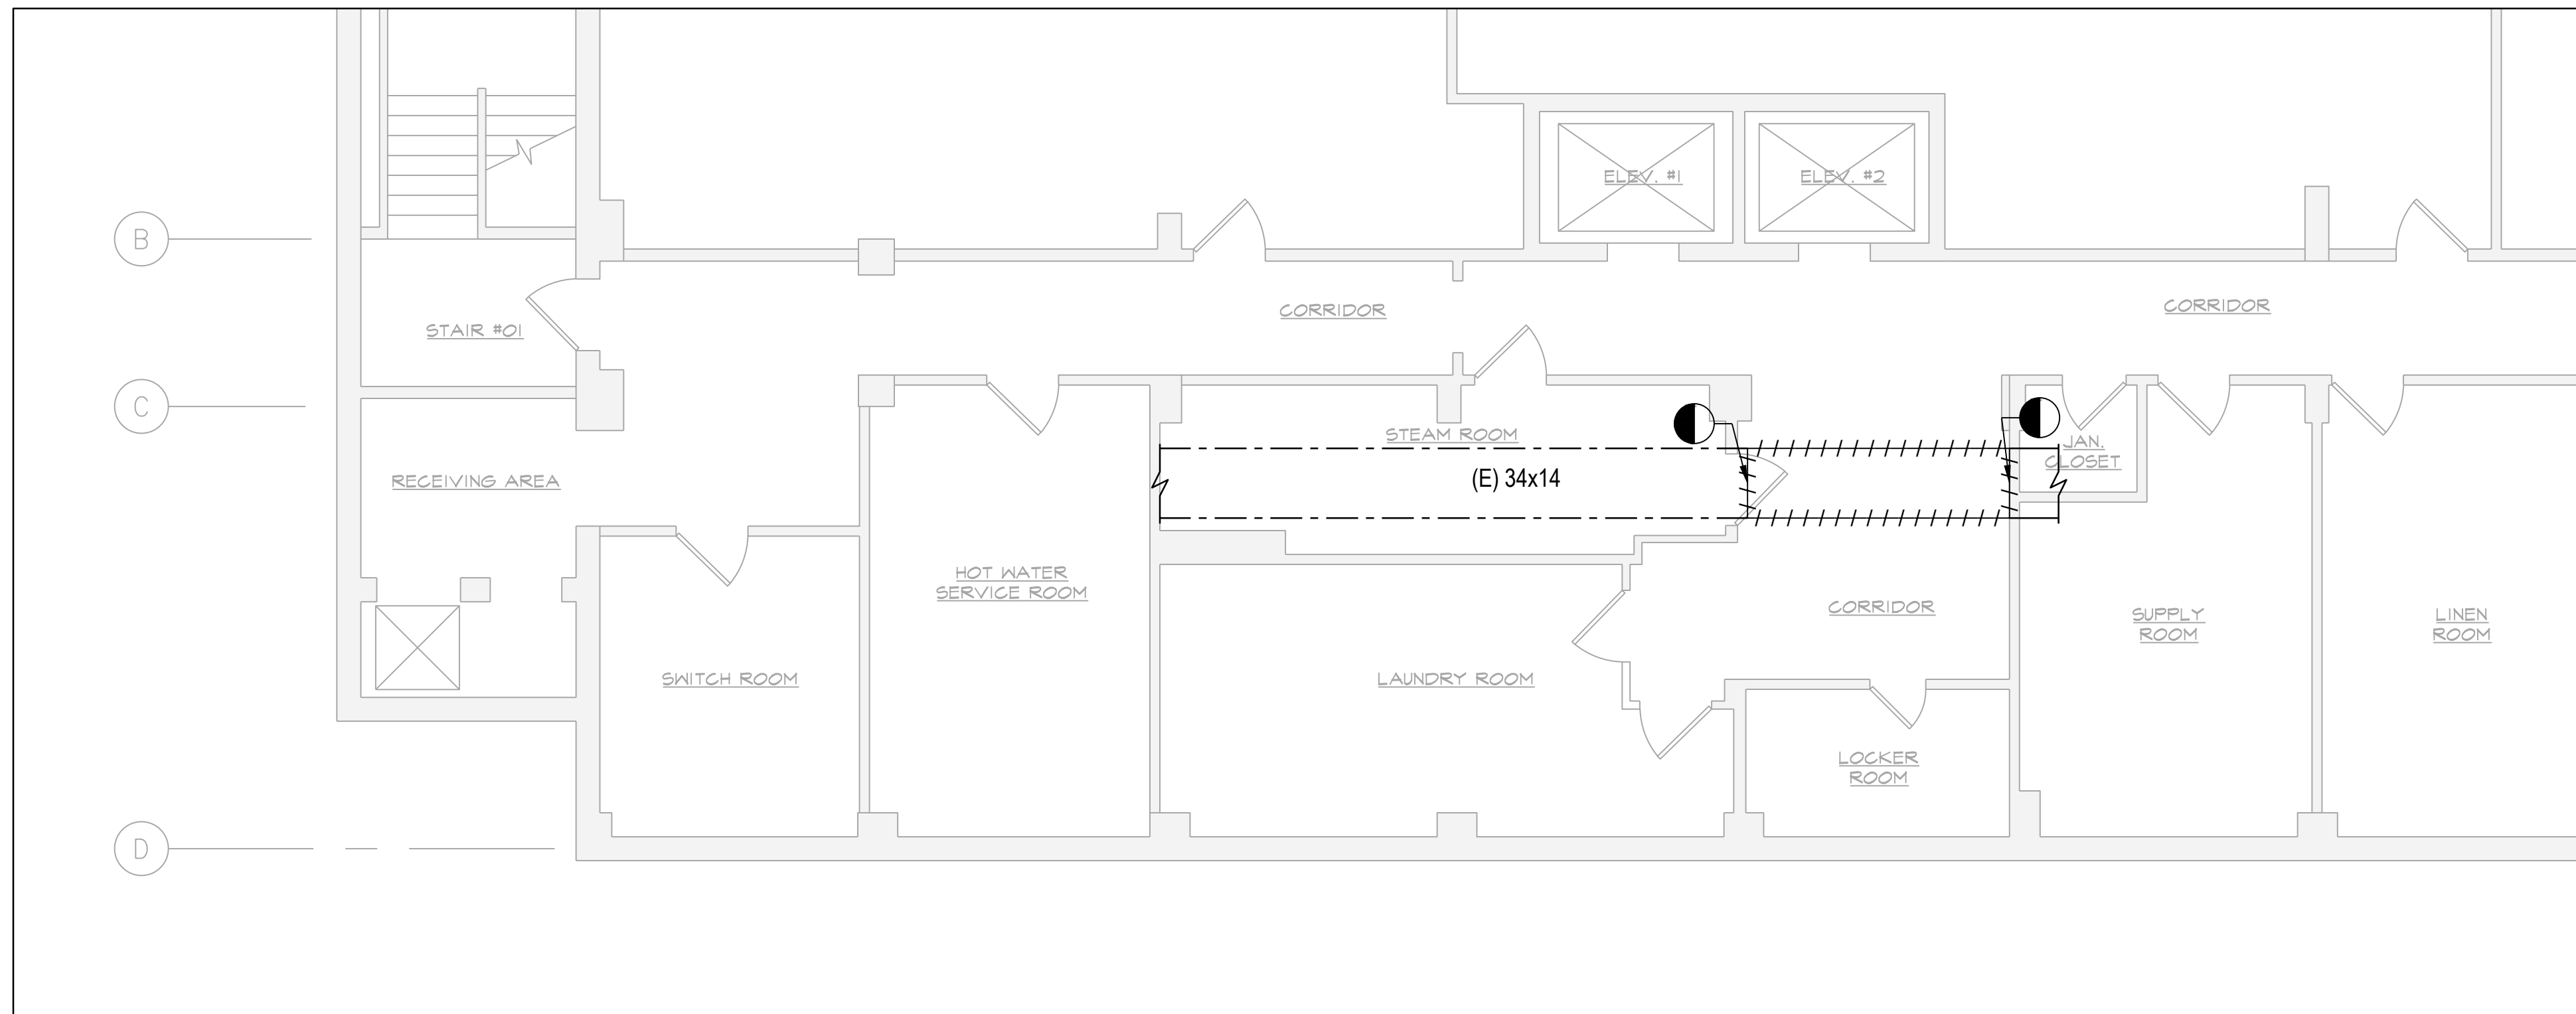 ELEV. #1
ELEV. #2
B
CORRIDOR
CORRIDOR
STAIR #01
C
STEAM ROOM
JAN.
CLOSET
RECEIVING AREA
(E) 34x14
HOT WATER
SERVICE ROOM
CORRIDOR
SUPPLY
ROOM
LINEN
ROOM
SWITCH ROOM
LAUNDRY ROOM
LOCKER
ROOM
D